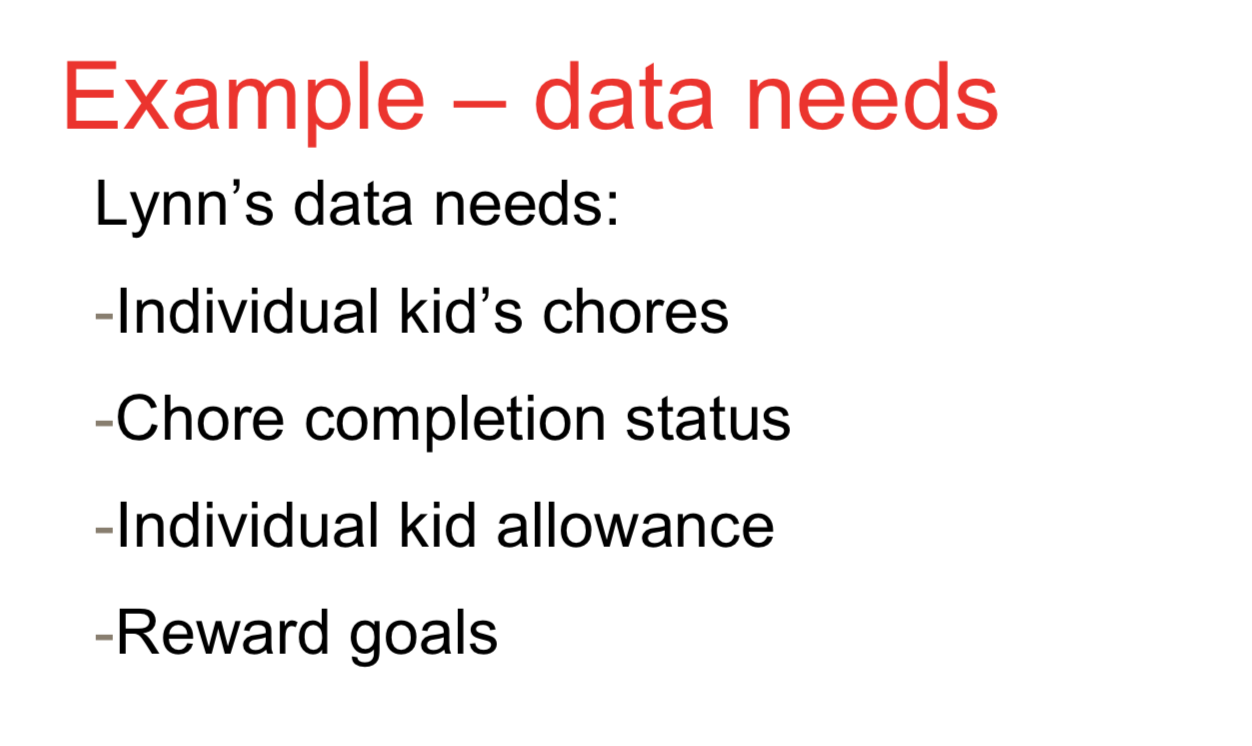 Example – data needs
Lynn’s data needs:
-Individual kid’s chores
-Chore completion status
-Individual kid allowance
-Reward goals